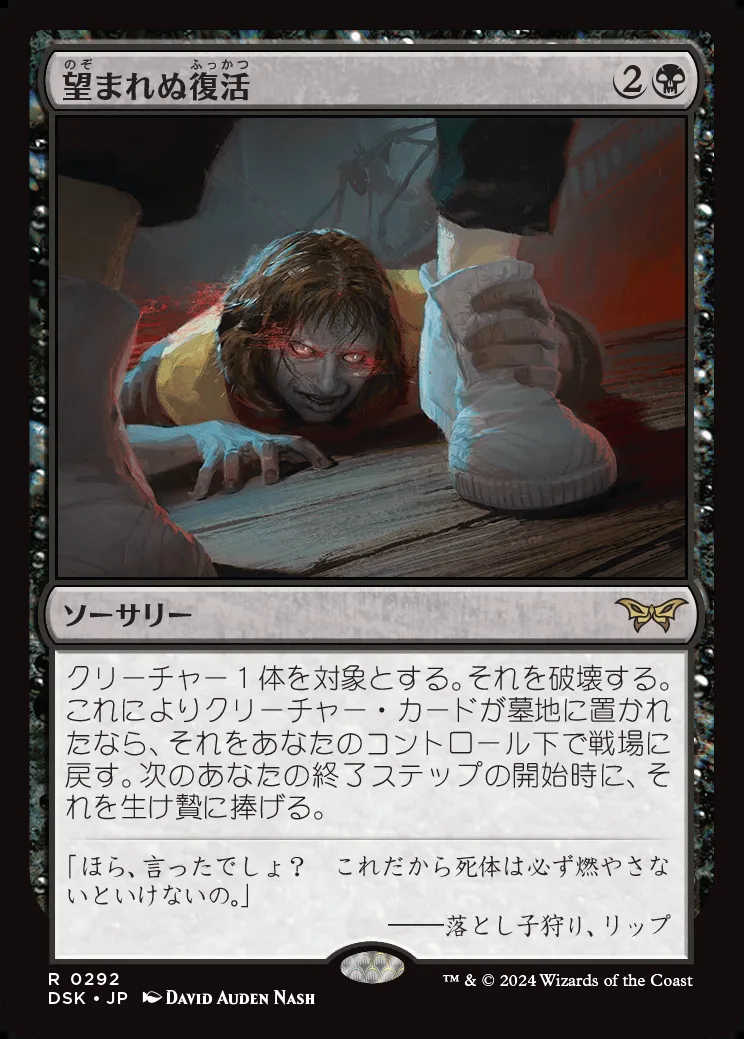 のぞ ふっかつ
望まれぬ復活 2
ソーサリー
クリーチャー1体を対象とする。それを破壊する。
これによりクリーチャー・カードが墓地に置かれ
たなら、それをあなたのコントロール下で戦場に
戻す。次のあなたの終了ステップの開始時に、そ
れを生け贄に捧げる。
「ほら、言ったでしょ？　これだから死体は必ず燃やさな
いといけないの。」
——落とし子狩り、リップ
R 0292
DSK • JP DAVID AUDEN NASH
™ & © 2024 Wizards of the Coast